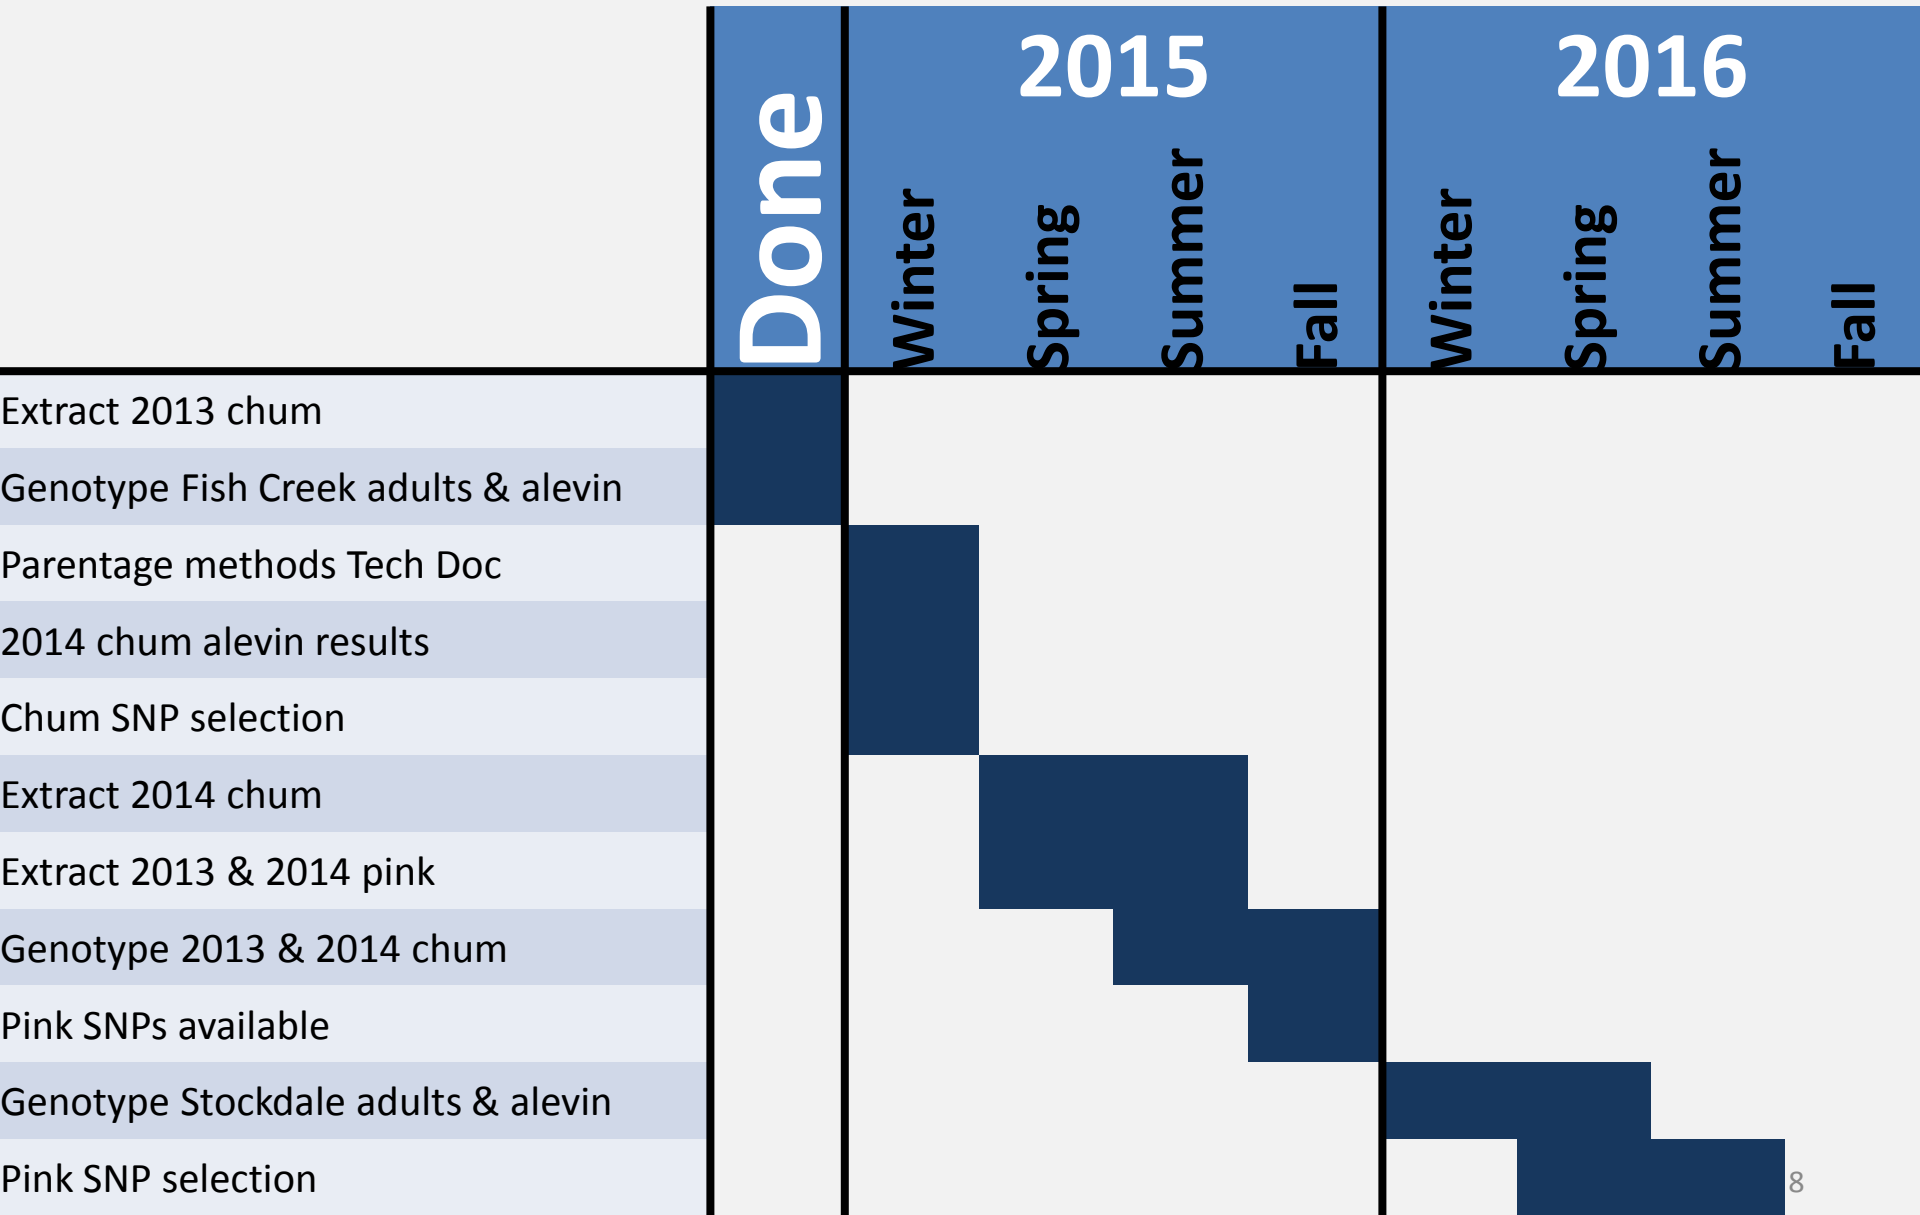 2015
2016
Done
Winter
Spring
Summer
Fall
Winter
Spring
Summer
Fall
Extract 2013 chum
Genotype Fish Creek adults & alevin
Parentage methods Tech Doc
2014 chum alevin results
Chum SNP selection
Extract 2014 chum
Extract 2013 & 2014 pink
Genotype 2013 & 2014 chum
Pink SNPs available
Genotype Stockdale adults & alevin
Pink SNP selection
8